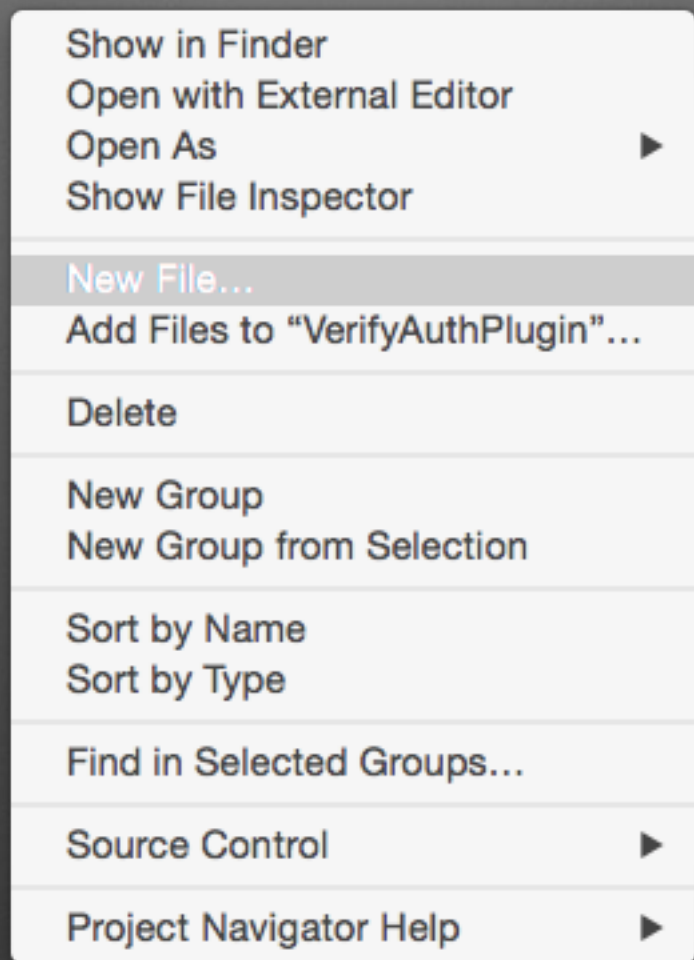 Show in Finder
Open with External Editor
Open As
Show File Inspector
New File...
Add Files to “VerifyAuthPlugin”...
Delete
New Group
New Group from Selection
Sort by Name
Sort by Type
Find in Selected Groups...
Source Control
Project Navigator Help